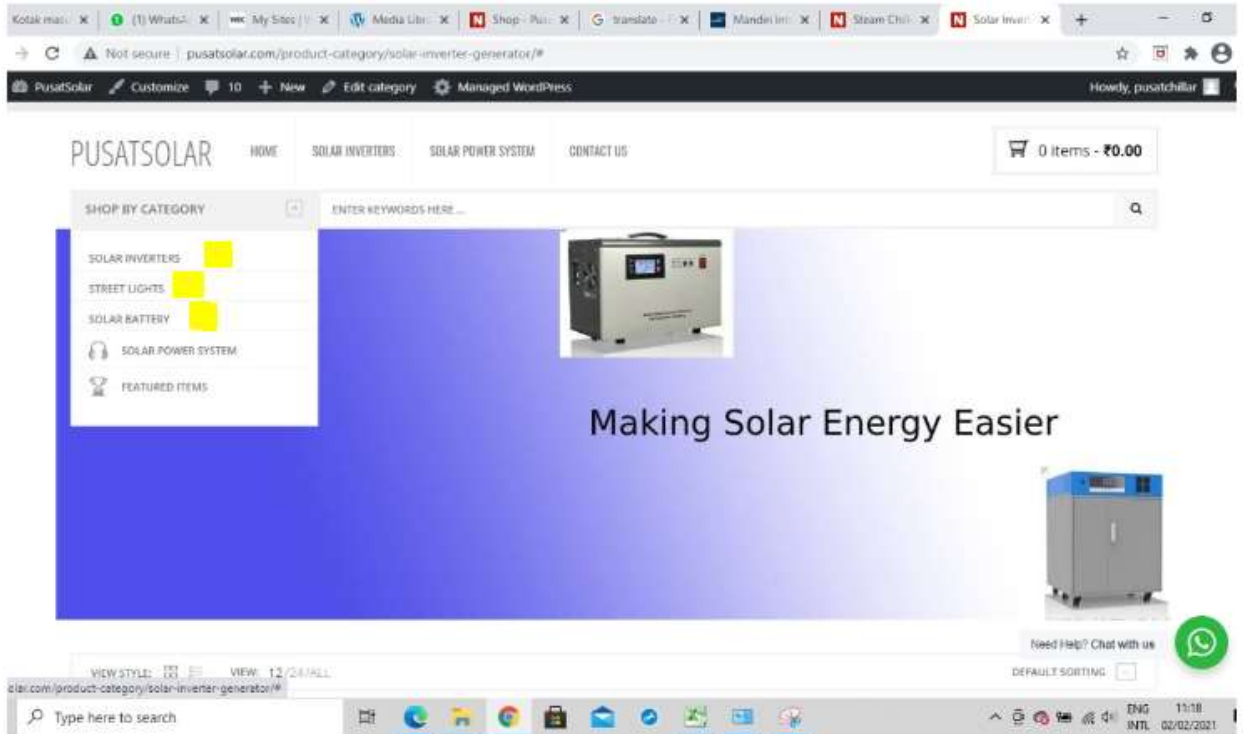 Kotak mac
(1) WhatsA
My Sites | W
Media Libr
Shop - Pus
translate - 
Mandei Im
Steam Chil
Solar Inver
Not secure | pusatsolar.com/product-category/solar-inverter-generator/#
PusatSolar Customize 10 + New Edit category Managed WordPress Howdy, pusatchillar
PUSATSOLAR HOME SOLAR INVERTERS SOLAR POWER SYSTEM CONTACT US 0 items - ₹0.00
SHOP BY CATEGORY ENTER KEYWORDS HERE ...
SOLAR INVERTERS
STREET LIGHTS
SOLAR BATTERY
SOLAR POWER SYSTEM
FEATURED ITEMS
Making Solar Energy Easier
Need Help? Chat with us
VIEW STYLE: VIEW: 12/24/ALL DEFAULT SORTING
olar.com/product-category/solar-inverter-generator/#
Type here to search ENG 11:18
INTL 02/02/2021